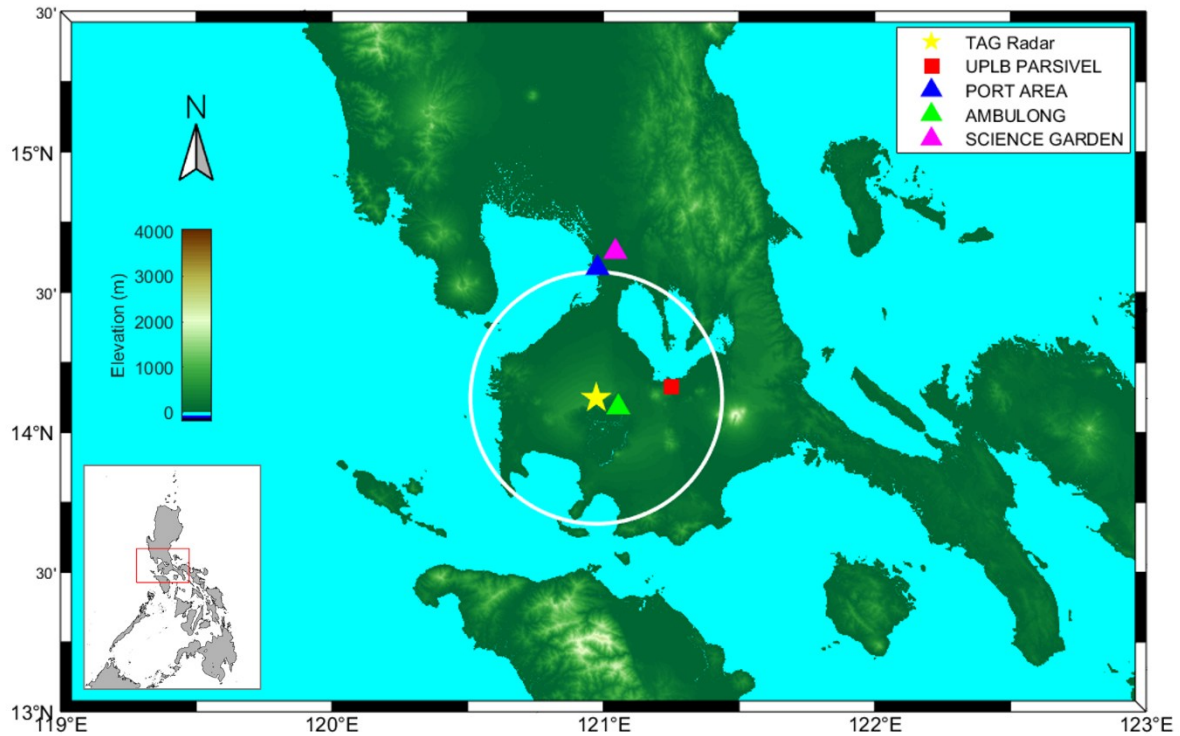 30'
TAG Radar
UPLB PARSIVEL
PORT AREA
AMBULONG
SCIENCE GARDEN
N
15°N
4000
3000
2000
1000
0
Elevation (m)
30'
14°N
30'
13°N
119°E
120°E
121°E
122°E
123°E